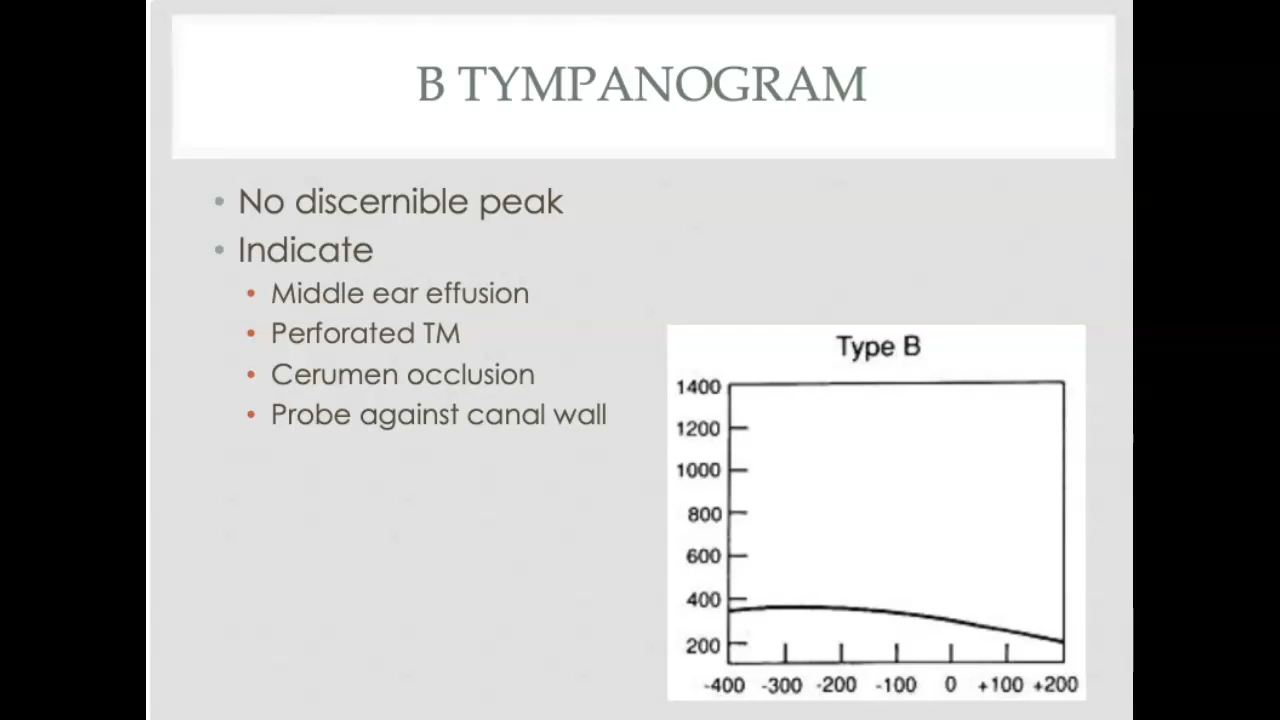 B TYMPANOGRAM
• No discernible peak
• Indicate
• Middle ear effusion
• Perforated TM
• Cerumen occlusion
• Probe against canal wall
Type B
1400
1200
1000
800
600
400
200
-400 -300 -200 -100 0 +100 +200